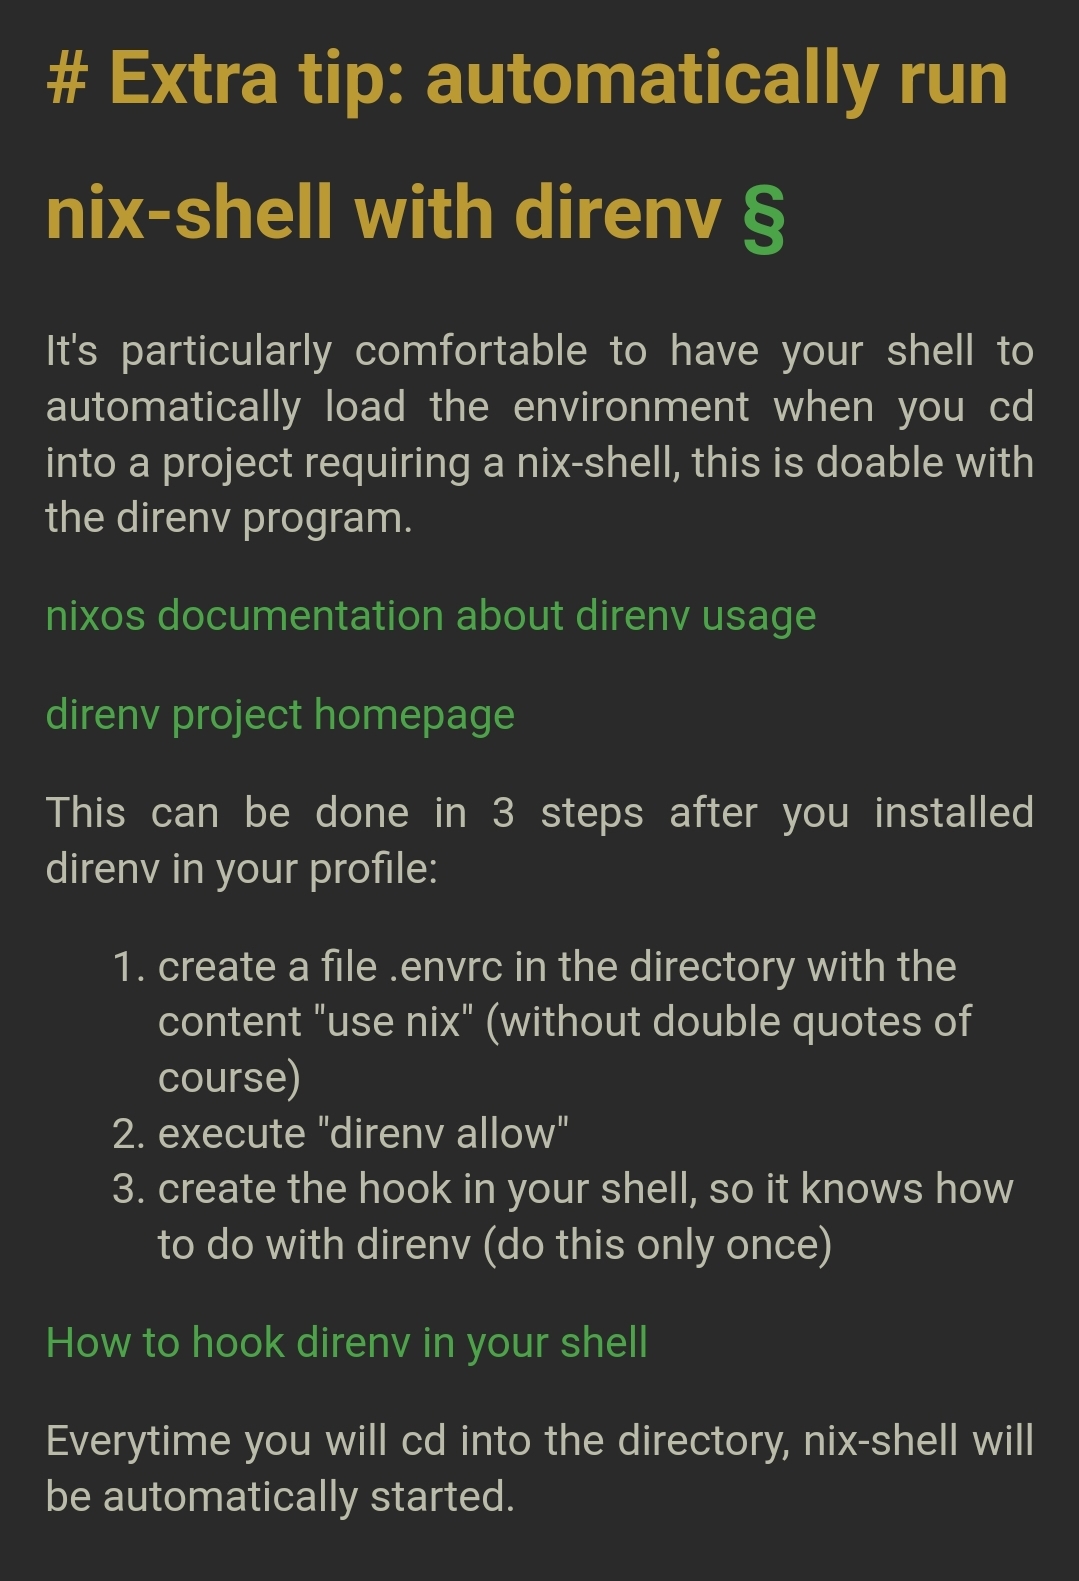 # Extra tip: automatically run
nix-shell with direnv §
It's particularly comfortable to have your shell to
automatically load the environment when you cd
into a project requiring a nix-shell, this is doable with
the direnv program.
nixos documentation about direnv usage
direnv project homepage
This can be done in 3 steps after you installed
direnv in your profile:
1. create a file .envrc in the directory with the
content "use nix" (without double quotes of
course)
2. execute "direnv allow"
3. create the hook in your shell, so it knows how
to do with direnv (do this only once)
How to hook direnv in your shell
Everytime you will cd into the directory, nix-shell will
be automatically started.